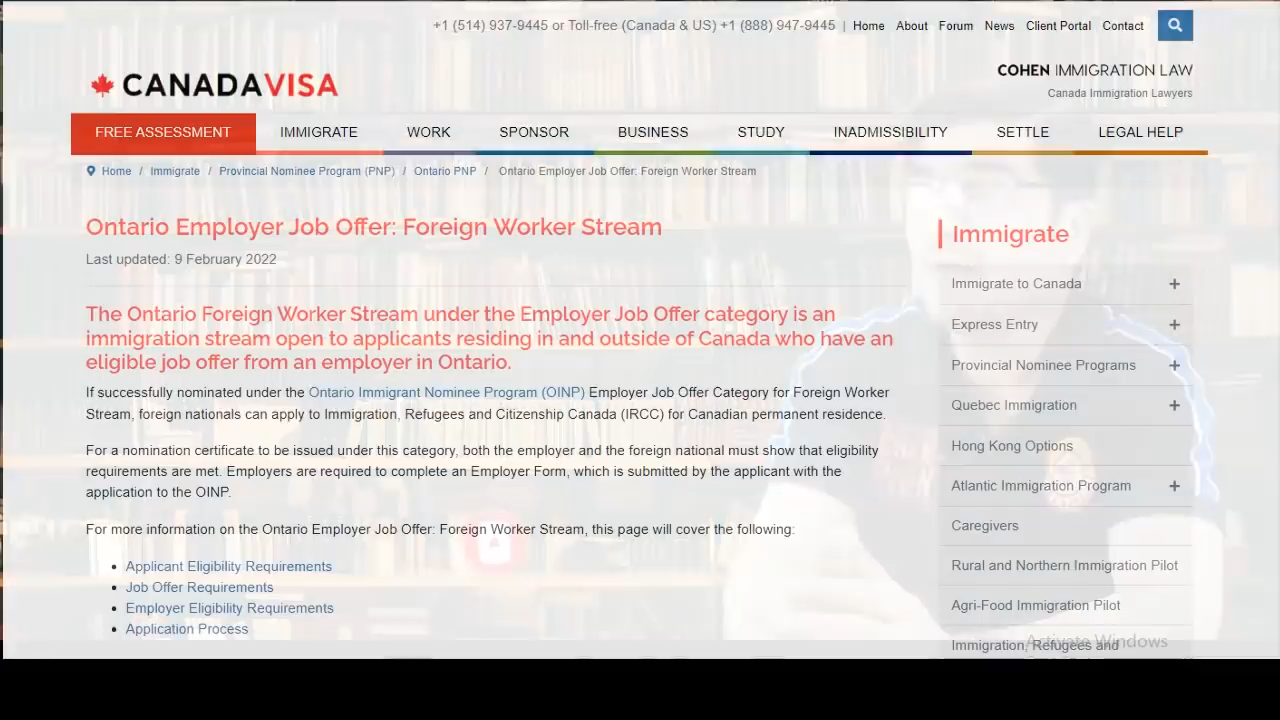 +1 (514) 937-9445 or Toll-free (Canada & US) +1 (888) 947-9445 | Home About Forum News Client Portal Contact
CANADAVISA
COHEN IMMIGRATION LAW
Canada Immigration Lawyers
FREE ASSESSMENT IMMIGRATE WORK SPONSOR BUSINESS STUDY INADMISSIBILITY SETTLE LEGAL HELP
Home / Immigrate / Provincial Nominee Program (PNP) / Ontario PNP / Ontario Employer Job Offer: Foreign Worker Stream
Ontario Employer Job Offer: Foreign Worker Stream
Last updated: 9 February 2022
The Ontario Foreign Worker Stream under the Employer Job Offer category is an
immigration stream open to applicants residing in and outside of Canada who have an
eligible job offer from an employer in Ontario.
If successfully nominated under the Ontario Immigrant Nominee Program (OINP) Employer Job Offer Category for Foreign Worker
Stream, foreign nationals can apply to Immigration, Refugees and Citizenship Canada (IRCC) for Canadian permanent residence.
For a nomination certificate to be issued under this category, both the employer and the foreign national must show that eligibility
requirements are met. Employers are required to complete an Employer Form, which is submitted by the applicant with the
application to the OINP.
For more information on the Ontario Employer Job Offer: Foreign Worker Stream, this page will cover the following:
• Applicant Eligibility Requirements
• Job Offer Requirements
• Employer Eligibility Requirements
• Application Process
Immigrate
Immigrate to Canada +
Express Entry +
Provincial Nominee Programs +
Quebec Immigration +
Hong Kong Options
Atlantic Immigration Program +
Caregivers
Rural and Northern Immigration Pilot
Agri-Food Immigration Pilot
Immigration, Refugees and
Activate Windows